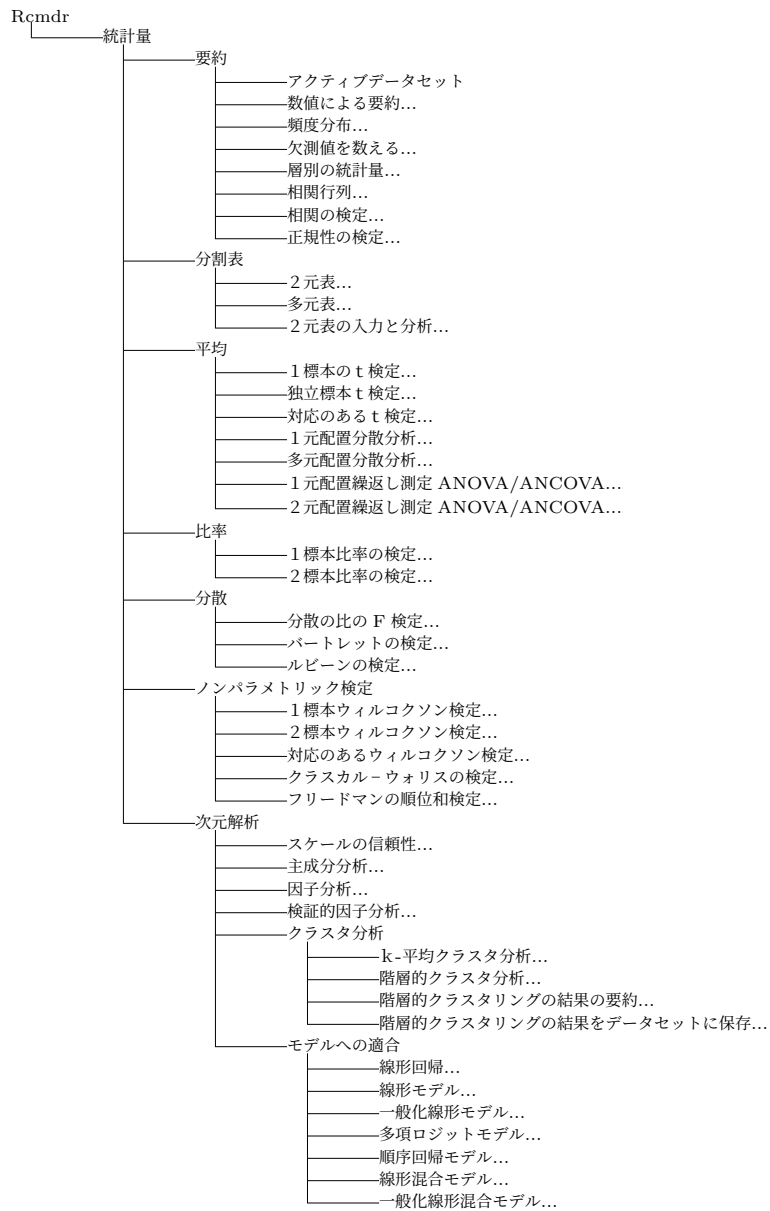 Rcmdr
統計量
要約
アクティブデータセット
数値による要約...
頻度分布...
欠測値を数える...
層別の統計量...
相関行列...
相関の検定...
正規性の検定...
分割表
２元表...
多元表...
２元表の入力と分析...
平均
１標本のｔ検定...
独立標本ｔ検定...
対応のあるｔ検定...
１元配置分散分析...
多元配置分散分析...
１元配置繰返し測定 ANOVA/ANCOVA...
２元配置繰返し測定 ANOVA/ANCOVA...
比率
１標本比率の検定...
２標本比率の検定...
分散
分散の比の F 検定...
バートレットの検定...
ルビーンの検定...
ノンパラメトリック検定
１標本ウィルコクソン検定...
２標本ウィルコクソン検定...
対応のあるウィルコクソン検定...
クラスカル−ウォリスの検定...
フリードマンの順位和検定...
次元解析
スケールの信頼性...
主成分分析...
因子分析...
検証的因子分析...
クラスタ分析
ｋ-平均クラスタ分析...
階層的クラスタ分析...
階層的クラスタリングの結果の要約...
階層的クラスタリングの結果をデータセットに保存...
モデルへの適合
線形回帰...
線形モデル...
一般化線形モデル...
多項ロジットモデル...
順序回帰モデル...
線形混合モデル...
一般化線形混合モデル...